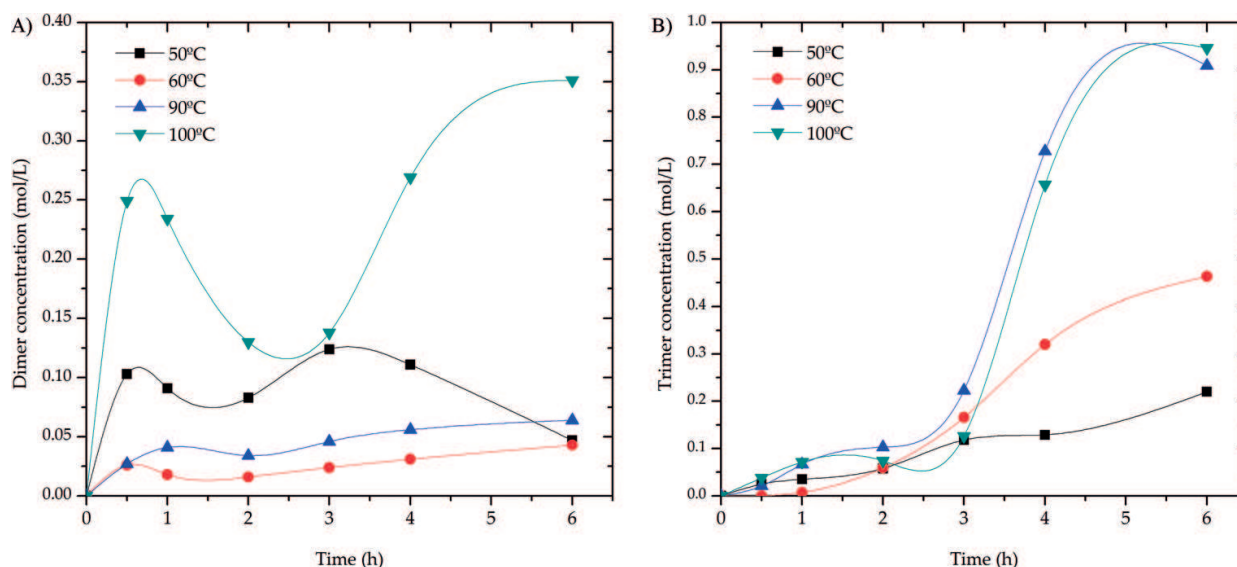 A)
Dimer concentration (mol/L)
0.40
0.35
0.30
0.25
0.20
0.15
0.10
0.05
0.00
50ºC
60ºC
90ºC
100ºC
0 1 2 3 4 5 6
Time (h)
B)
Trimer concentration (mol/L)
1.0
0.9
0.8
0.7
0.6
0.5
0.4
0.3
0.2
0.1
0.0
50ºC
60ºC
90ºC
100ºC
0 1 2 3 4 5 6
Time (h)